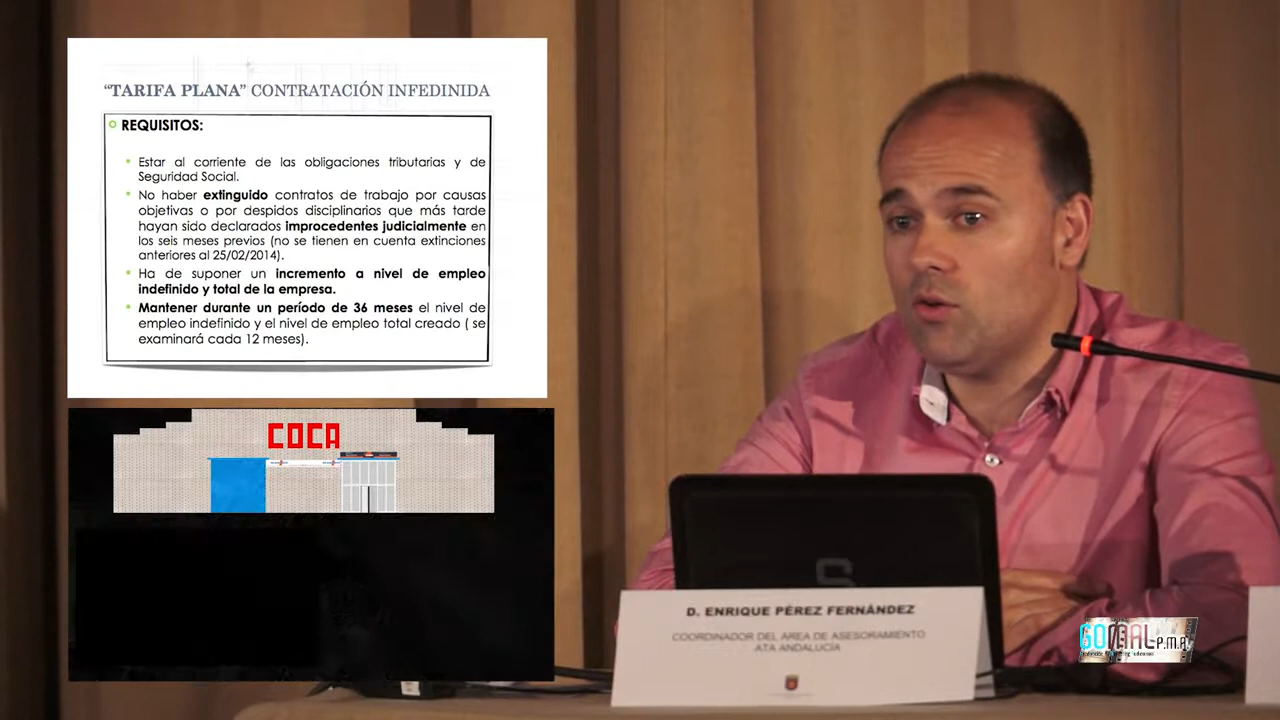 “TARIFA PLANA” CONTRATACIÓN INFEDINIDA
REQUISITOS:
Estar al corriente de las obligaciones tributarias y de
Seguridad Social.
No haber extinguido contratos de trabajo por causas
objetivas o por despidos disciplinarios que más tarde
hayan sido declarados improcedentes judicialmente en
los seis meses previos (no se tienen en cuenta extinciones
anteriores al 25/02/2014).
Ha de suponer un incremento a nivel de empleo
indefinido y total de la empresa.
Mantener durante un período de 36 meses el nivel de
empleo indefinido y el nivel de empleo total creado ( se
examinará cada 12 meses).
COCA
S
D. ENRIQUE PÉREZ FERNÁNDEZ
COORDINADOR DEL AREA DE ASESORAMIENTO
ATA ANDALUCÍA
P.M.A.